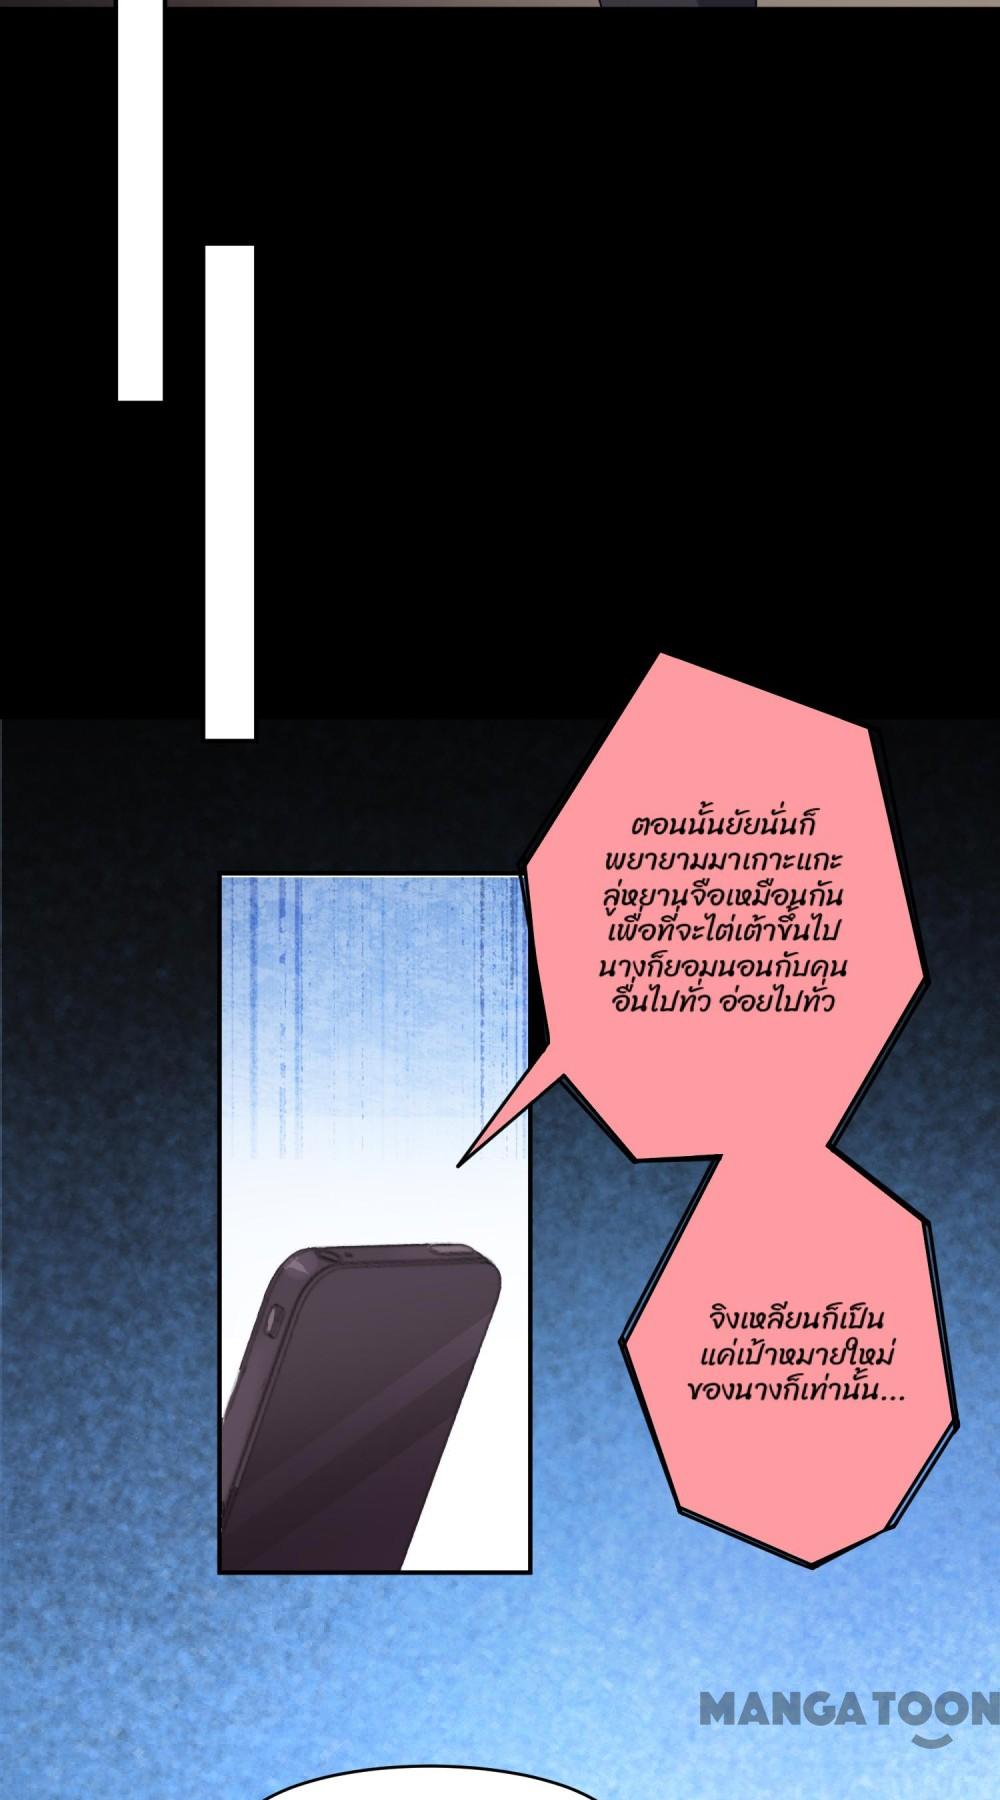 ตอนนั้นยัยนั่นก็
พยายามมาเกาะแกะ
ลู่หยานจือเหมือนกัน
เพื่อที่จะไต่เต้าขึ้นไป
นางก็ยอมนอนกับคน
อื่นไปทั่ว อ่อยไปทั่ว
จิงเหลียนก็เป็น
แค่เป้าหมายใหม่
ของนางก็เท่านั้น...
MANGATOON